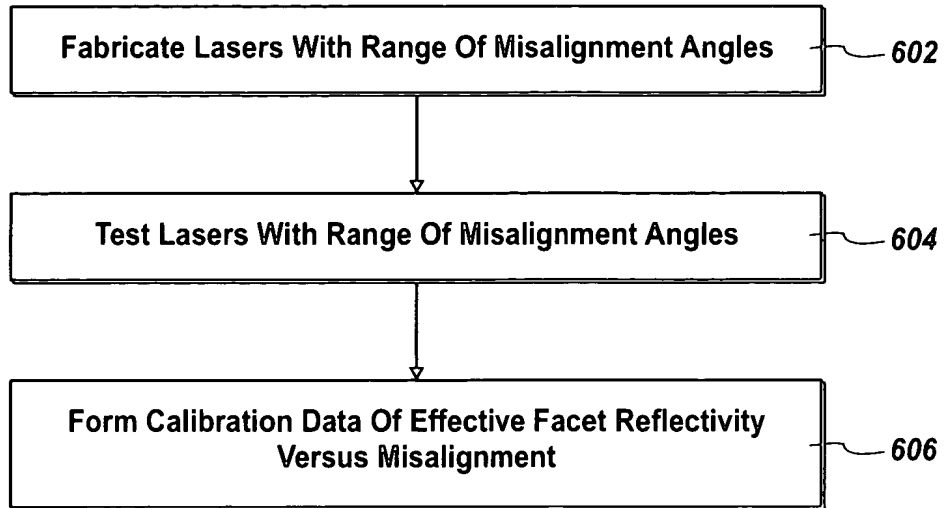 Fabricate Lasers With Range Of Misalignment Angles
602
Test Lasers With Range Of Misalignment Angles
604
Form Calibration Data Of Effective Facet Reflectivity
Versus Misalignment
606